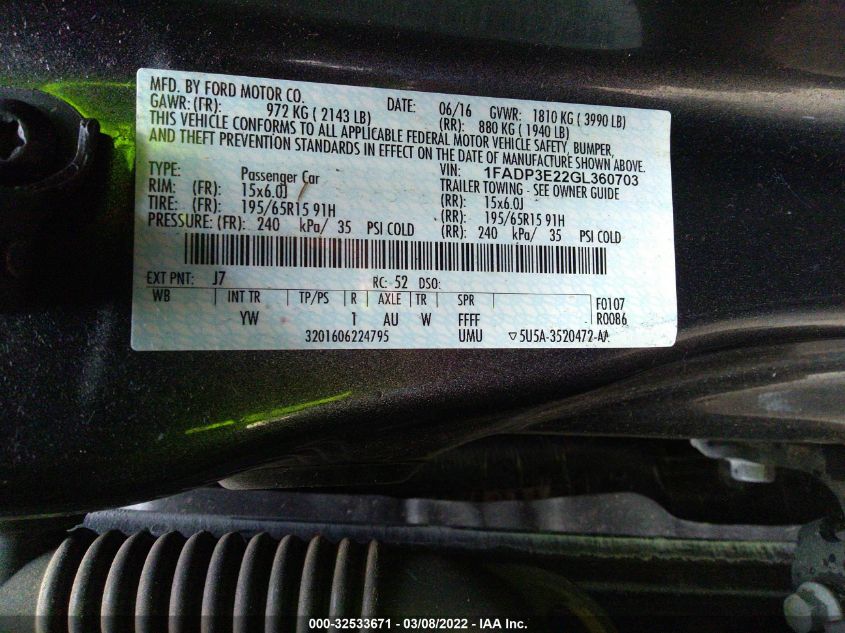 MFD. BY FORD MOTOR CO.
DATE: 06/16 GVWR: 1810 KG ( 3990 LB)
GAWR: (FR): 972 KG ( 2143 LB) (RR): 880 KG ( 1940 LB)
THIS VEHICLE CONFORMS TO ALL APPLICABLE FEDERAL MOTOR VEHICLE SAFETY, BUMPER,
AND THEFT PREVENTION STANDARDS IN EFFECT ON THE DATE OF MANUFACTURE SHOWN ABOVE.
VIN: 1FADP3E22GL360703
TYPE: Passenger Car TRAILER TOWING - SEE OWNER GUIDE
RIM: (FR): 15x6.0J (RR): 15x6.0J
TIRE: (FR): 195/65R15 91H (RR): 195/65R15 91H
PRESSURE: (FR): 240 kPa/ 35 PSI COLD (RR): 240 kPa/ 35 PSI COLD
EXT PNT: J7 RC: 52 DSO:
WB INT TR TP/PS R AXLE TR SPR F0107
YW 1 AU W FFFF R0086
3201606224795 UMU ▽5U5A-3520472-AA
000-32533671 — 03/08/2022 — IAA Inc.